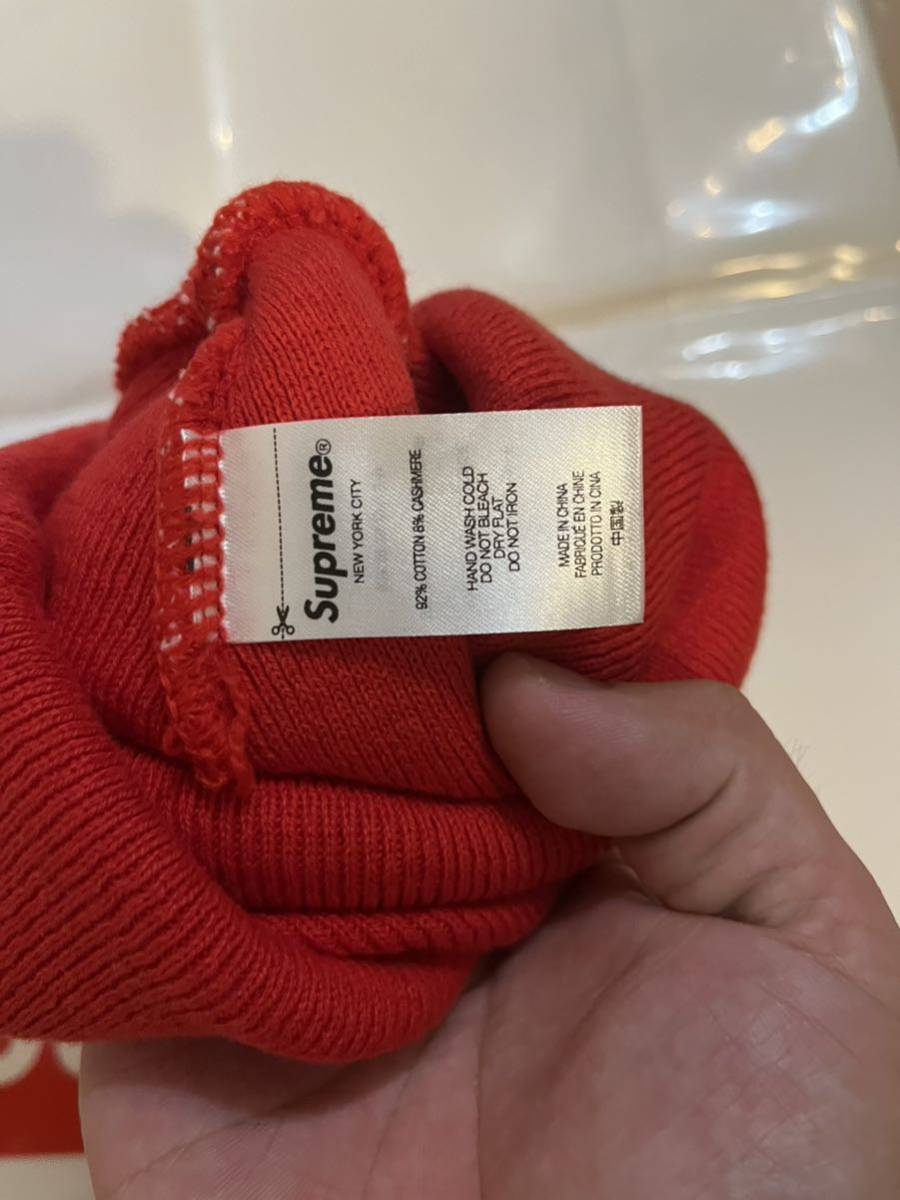 Supreme®
NEW YORK CITY
92% COTTON 8% CASHMERE
HAND WASH COLD
DO NOT BLEACH
DRY FLAT
DO NOT IRON
MADE IN CHINA
FABRIQUÉ EN CHINE
PRODOTTO IN CINA
中国製